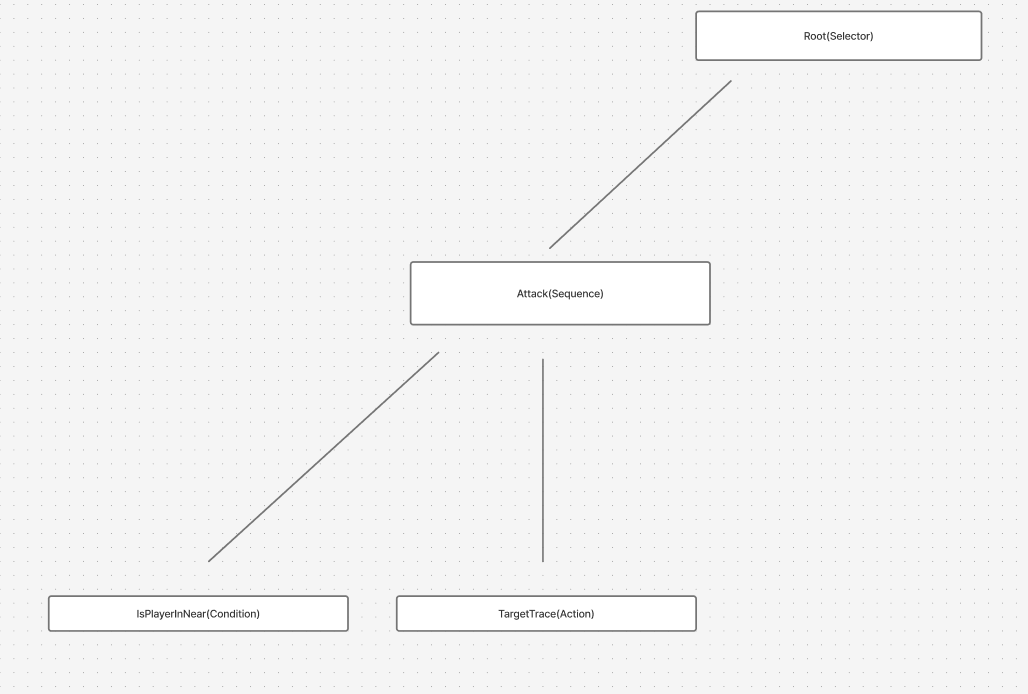 Root(Selector)
Attack(Sequence)
IsPlayerInNear(Condition)
TargetTrace(Action)